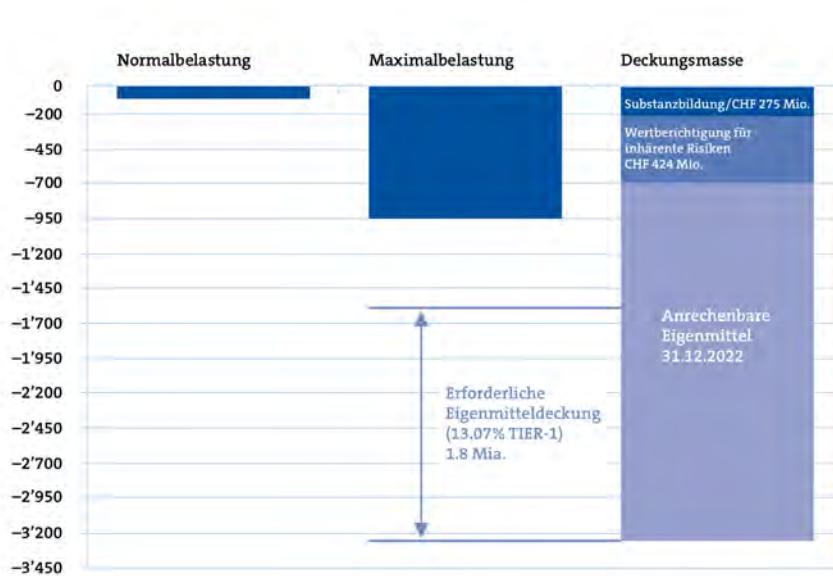 Normalbelastung
Maximalbelastung
Deckungsmasse
0
–200
–450
–700
–950
–1'200
–1'450
–1'700
–1'950
–2'200
–2'450
–2'700
–2'950
–3'200
–3'450
Substanzbildung/CHF 275 Mio.
Wertberichtigung für
inhärente Risiken
CHF 424 Mio.
Anrechenbare
Eigenmittel
31.12.2022
Erforderliche
Eigenmitteldeckung
(13.07% TIER-1)
1.8 Mia.